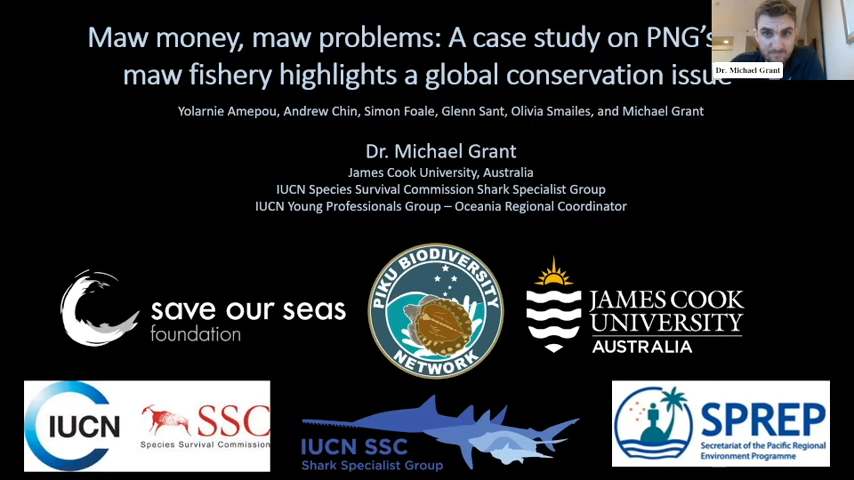 Maw money, maw problems: A case study on PNG's
maw fishery highlights a global conservation issue
Dr. Michael Grant
Yolarnie Amepou, Andrew Chin, Simon Foale, Glenn Sant, Olivia Smailes, and Michael Grant
Dr. Michael Grant
James Cook University, Australia
IUCN Species Survival Commission Shark Specialist Group
IUCN Young Professionals Group – Oceania Regional Coordinator
save our seas
foundation
PIKU BIODIVERSITY
NETWORK
JAMES COOK
UNIVERSITY
AUSTRALIA
IUCN
SSC
Species Survival Commission
IUCN SSC
Shark Specialist Group
SPREP
Secretariat of the Pacific Regional
Environment Programme